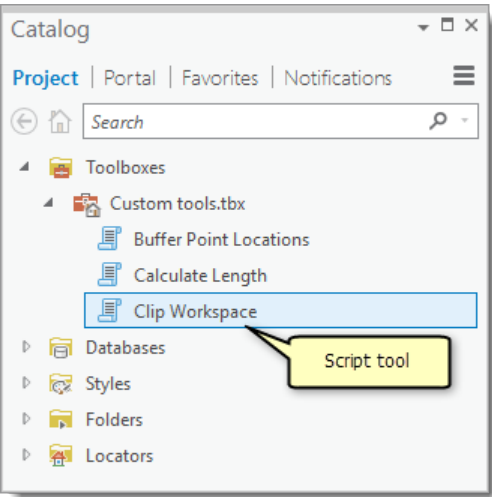 Catalog
Project | Portal | Favorites | Notifications
Search
Toolboxes
Custom tools.tbx
Buffer Point Locations
Calculate Length
Clip Workspace
Databases
Script tool
Styles
Folders
Locators